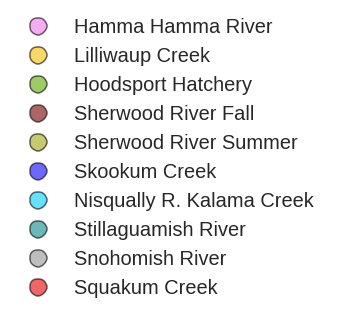 Hamma Hamma River
Lilliwaup Creek
Hoodsport Hatchery
Sherwood River Fall
Sherwood River Summer
Skookum Creek
Nisqually R. Kalama Creek
Stillaguamish River
Snohomish River
Squakum Creek